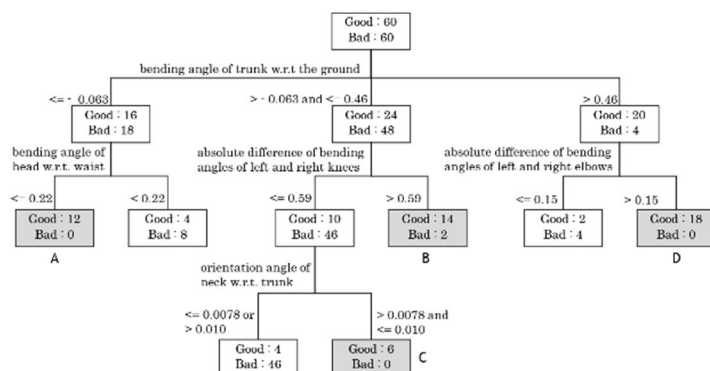 Good : 60
Bad : 60
bending angle of trunk w.r.t the ground
<= - 0.063
> - 0.063 and <= 0.46
> 0.46
Good : 16
Bad : 18
Good : 24
Bad : 48
Good : 20
Bad : 4
bending angle of
head w.r.t. waist
absolute difference of bending
angles of left and right knees
absolute difference of bending
angles of left and right elbows
<= 0.22
< 0.22
<= 0.59
> 0.59
<= 0.15
> 0.15
Good : 12
Bad : 0
Good : 4
Bad : 8
Good : 10
Bad : 46
Good : 14
Bad : 2
Good : 2
Bad : 4
Good : 18
Bad : 0
A
B
D
orientation angle of
neck w.r.t. trunk
<= 0.0078 or
> 0.010
> 0.0078 and
<= 0.010
Good : 4
Bad : 46
Good : 6
Bad : 0
C